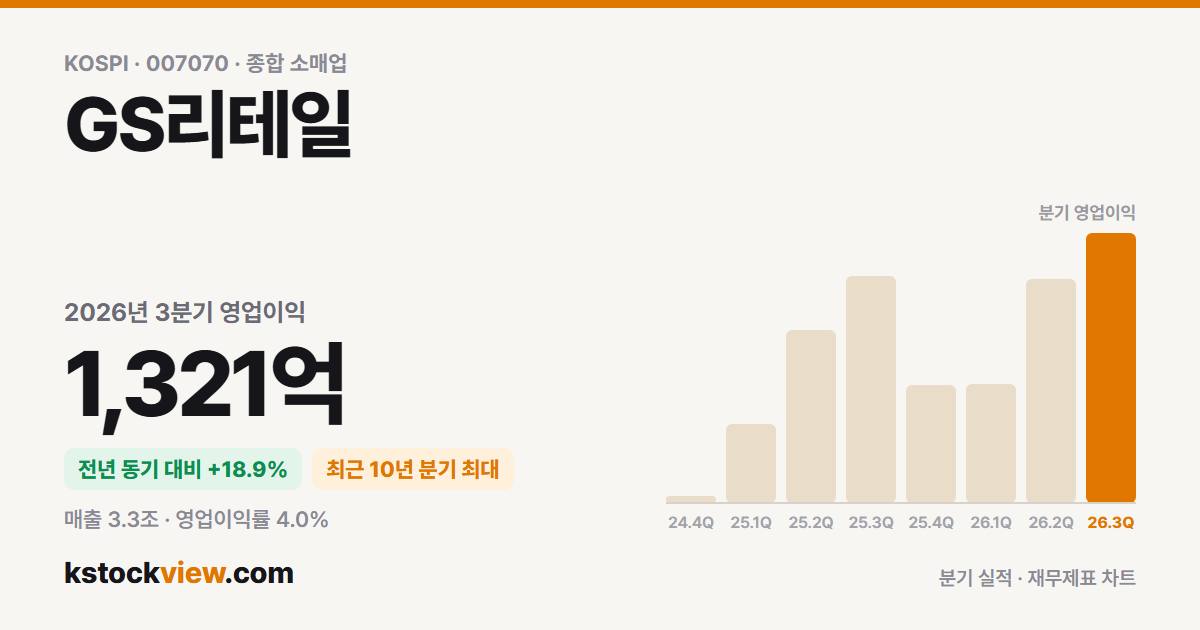 KOSPI · 007070 · 종합 소매업
GS리테일
분기 영업이익
2026년 3분기 영업이익
1,321억
전년 동기 대비 +18.9%
최근 10년 분기 최대
매출 3.3조 · 영업이익률 4.0%
24.4Q 25.1Q 25.2Q 25.3Q 25.4Q 26.1Q 26.2Q 26.3Q
kstockview.com
분기 실적 · 재무제표 차트